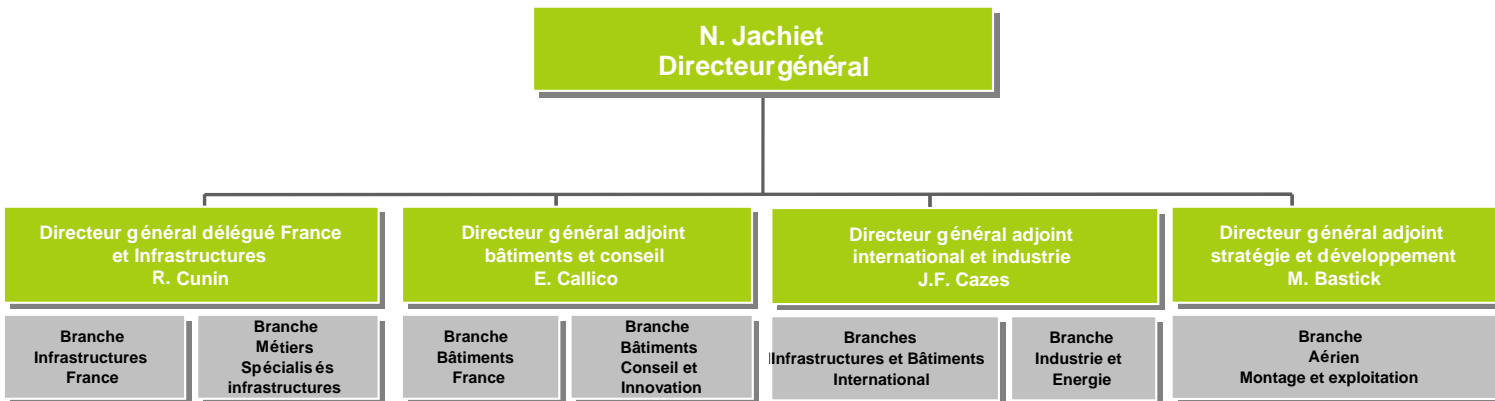 N. Jachiet
Directeur général
Directeur général délégué France
et Infrastructures
R. Cunin
Directeur général adjoint
bâtiments et conseil
E. Callico
Directeur général adjoint
international et industrie
J.F. Cazes
Directeur général adjoint
stratégie et développement
M. Bastick
Branche
Infrastructures
France
Branche
Métiers
Spécialisés
infrastructures
Branche
Bâtiments
France
Branche
Bâtiments
Conseil et
Innovation
Branches
Infrastructures et Bâtiments
International
Branche
Industrie et
Energie
Branche
Aérien
Montage et exploitation